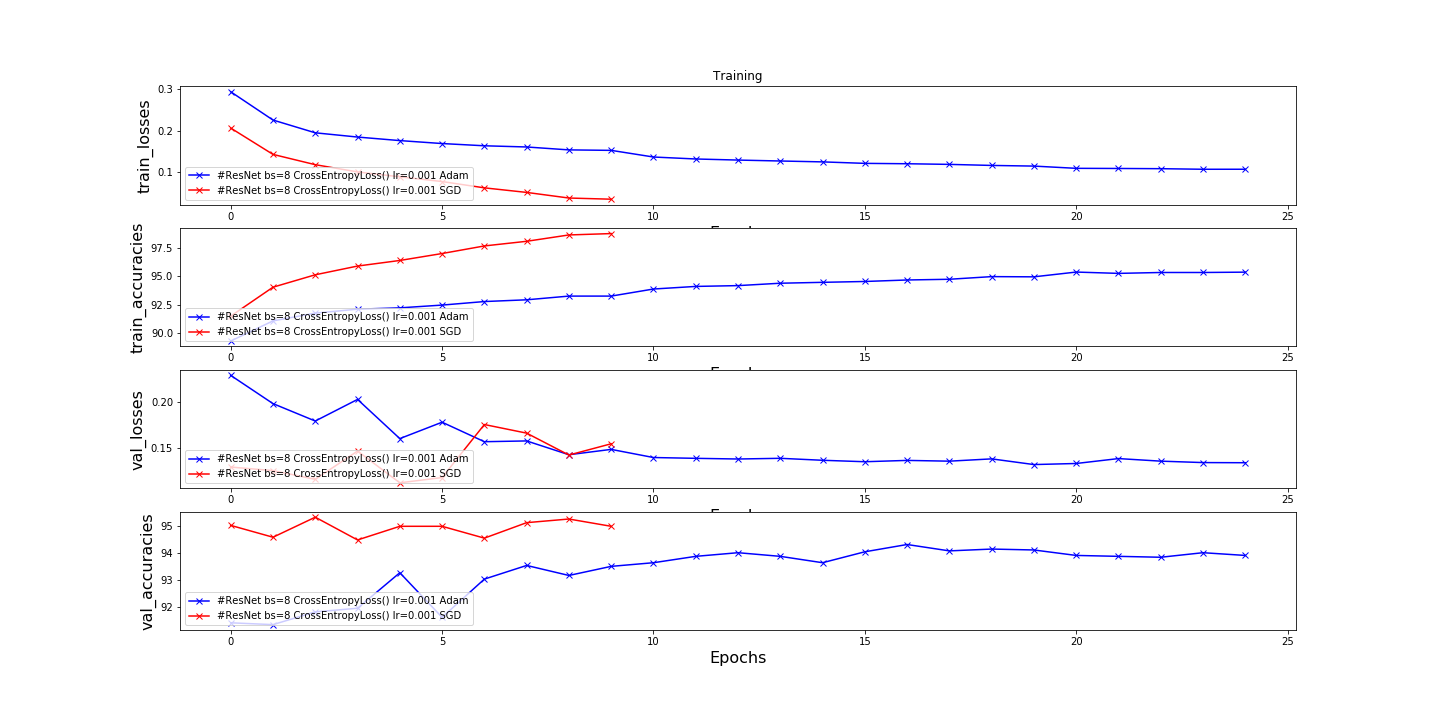 Training
train_losses
0.3
0.2
0.1
#ResNet bs=8 CrossEntropyLoss() lr=0.001 Adam
#ResNet bs=8 CrossEntropyLoss() lr=0.001 SGD
0 5 10 15 20 25
train_accuracies
97.5
95.0
92.5
90.0
#ResNet bs=8 CrossEntropyLoss() lr=0.001 Adam
#ResNet bs=8 CrossEntropyLoss() lr=0.001 SGD
0 5 10 15 20 25
val_losses
0.20
0.15
#ResNet bs=8 CrossEntropyLoss() lr=0.001 Adam
#ResNet bs=8 CrossEntropyLoss() lr=0.001 SGD
0 5 10 15 20 25
val_accuracies
95
94
93
92
#ResNet bs=8 CrossEntropyLoss() lr=0.001 Adam
#ResNet bs=8 CrossEntropyLoss() lr=0.001 SGD
0 5 10 15 20 25
Epochs